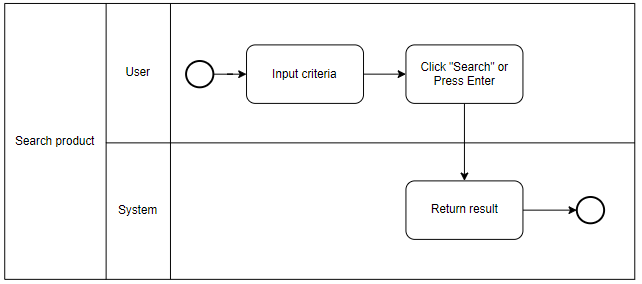 Search product
User
Input criteria
Click "Search" or
Press Enter
System
Return result